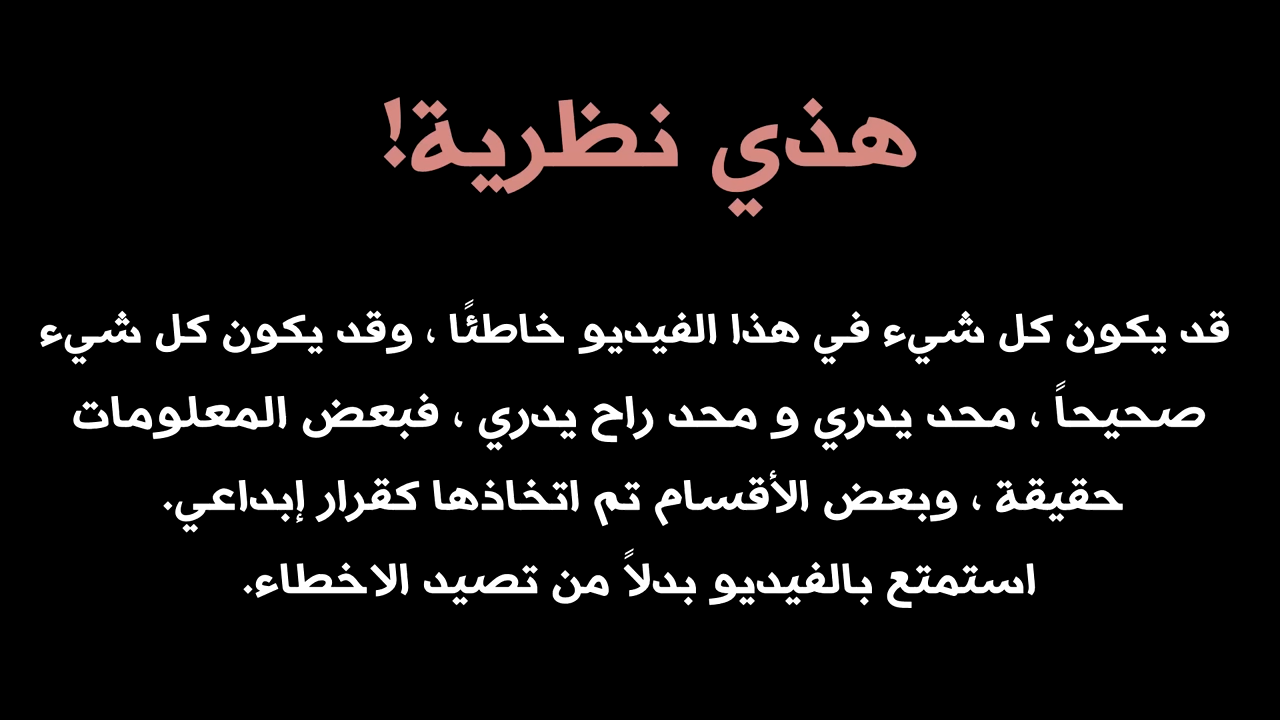 هذي نظرية!
قد يكون كل شيء في هذا الفيديو خاطئًا ، وقد يكون كل شيء
صحيحاً ، محد يدري و محد راح يدري ، فبعض المعلومات
حقيقة ، وبعض الأقسام تم اتخاذها كقرار إبداعي.
استمتع بالفيديو بدلاً من تصيد الاخطاء.